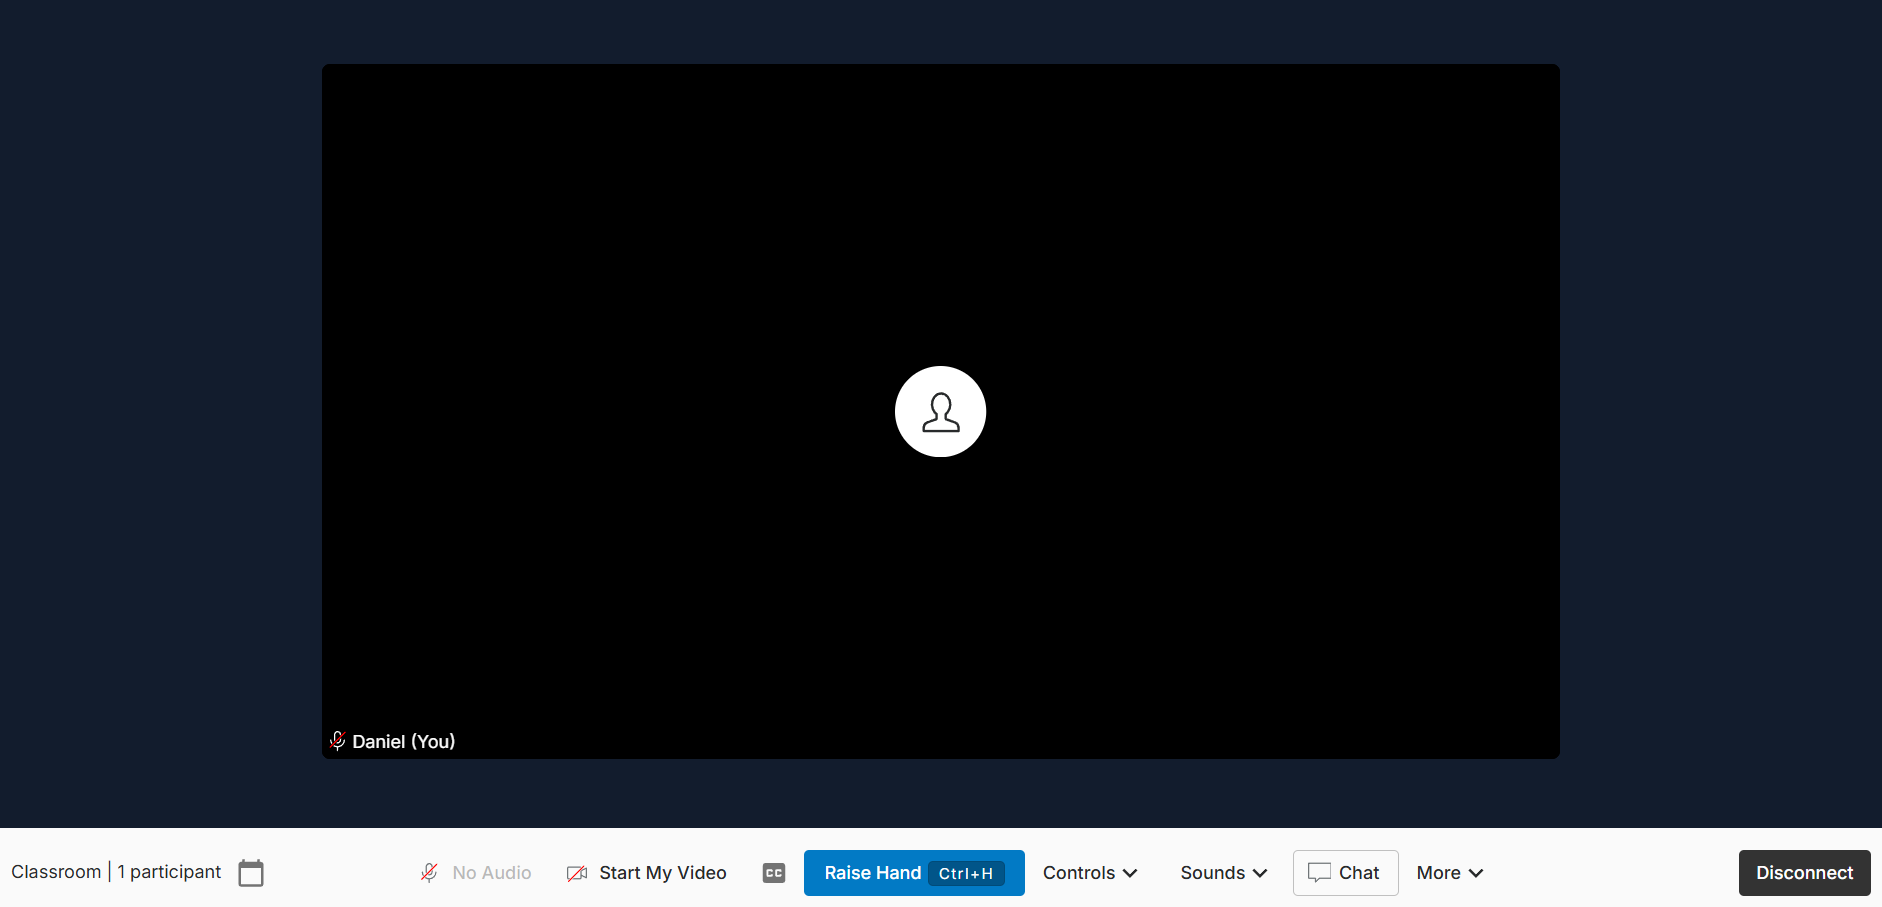 Daniel (You)
Classroom | 1 participant
No Audio
Start My Video
CC
Raise Hand Ctrl+H
Controls
Sounds
Chat
More
Disconnect